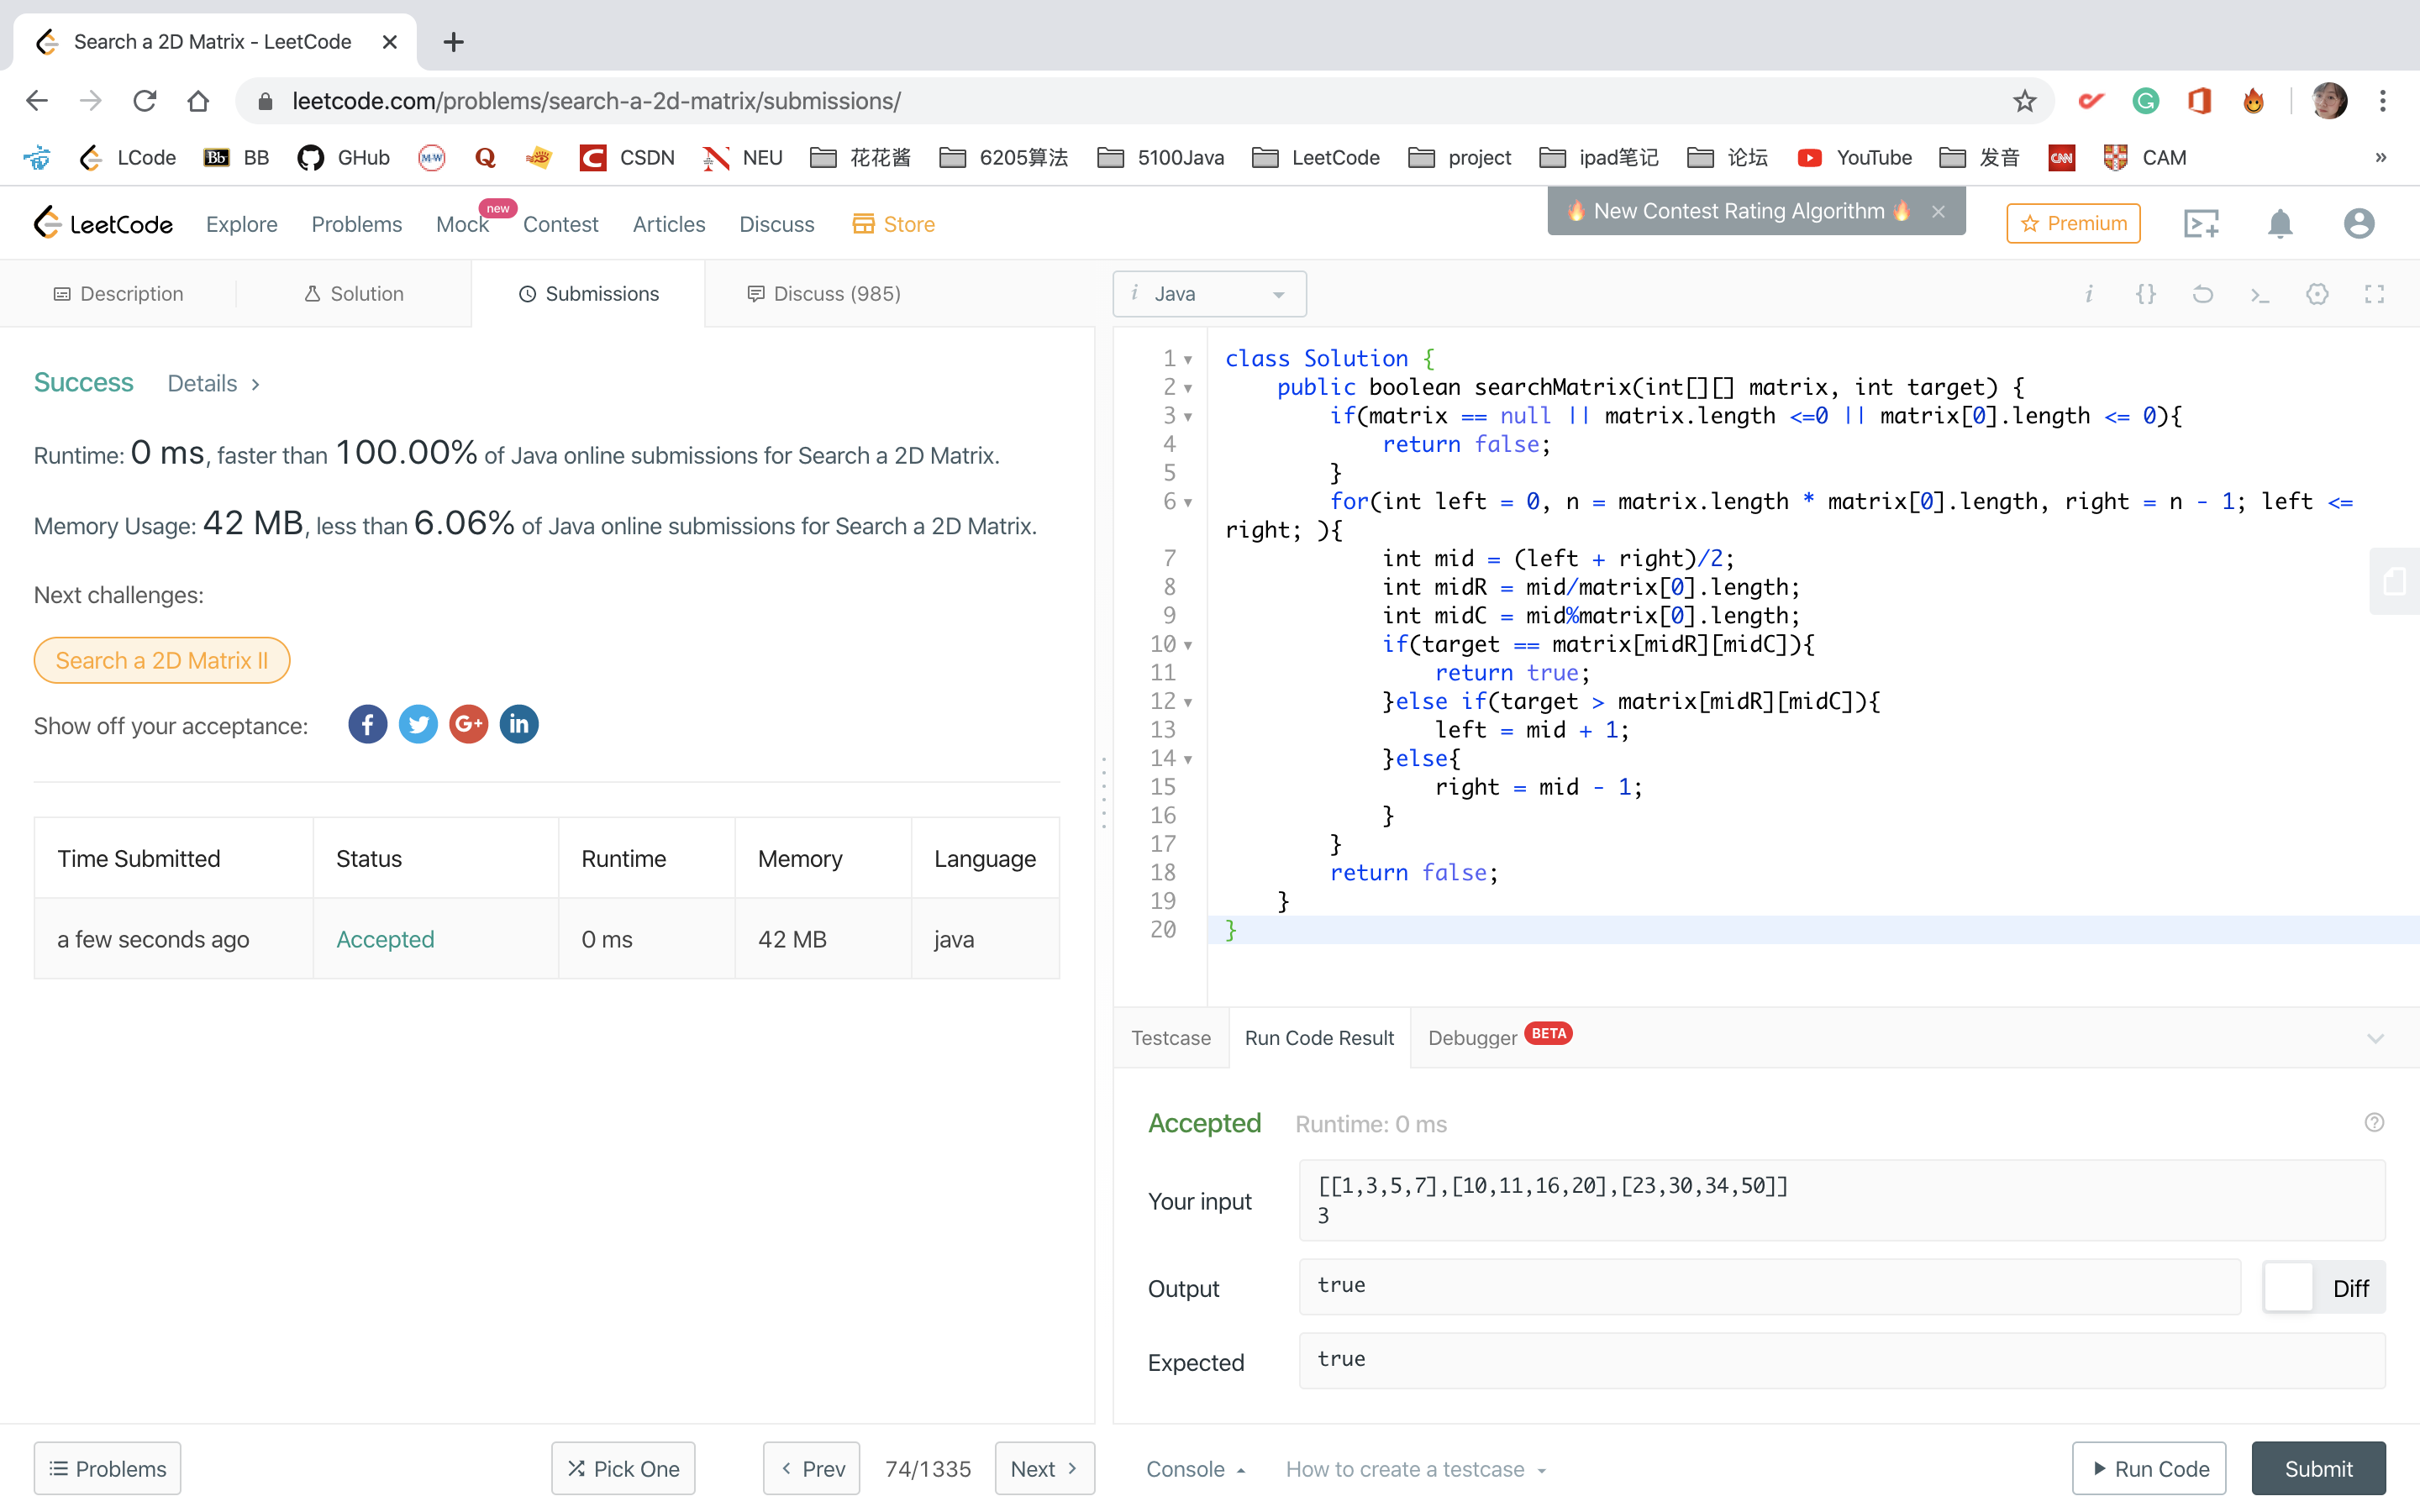 Search a 2D Matrix - LeetCode
leetcode.com/problems/search-a-2d-matrix/submissions/
LCode Bb BB GHub M-W Q C CSDN N NEU 花花酱 6205算法 5100Java LeetCode project ipad笔记 论坛 YouTube 发音 CNN CAM »
LeetCode Explore Problems Mock new Contest Articles Discuss Store New Contest Rating Algorithm Premium
Description Solution Submissions Discuss (985)
Success Details >
Runtime: 0 ms, faster than 100.00% of Java online submissions for Search a 2D Matrix.
Memory Usage: 42 MB, less than 6.06% of Java online submissions for Search a 2D Matrix.
Next challenges:
Search a 2D Matrix II
Show off your acceptance: f G+ in
Time Submitted Status Runtime Memory Language
a few seconds ago Accepted 0 ms 42 MB java
i Java
1 class Solution {
2 public boolean searchMatrix(int[][] matrix, int target) {
3 if(matrix == null || matrix.length <=0 || matrix[0].length <= 0){
4 return false;
5 }
6 for(int left = 0, n = matrix.length * matrix[0].length, right = n - 1; left <=
right; ){
7 int mid = (left + right)/2;
8 int midR = mid/matrix[0].length;
9 int midC = mid%matrix[0].length;
10 if(target == matrix[midR][midC]){
11 return true;
12 }else if(target > matrix[midR][midC]){
13 left = mid + 1;
14 }else{
15 right = mid - 1;
16 }
17 }
18 return false;
19 }
20 }
Testcase Run Code Result Debugger BETA
Accepted Runtime: 0 ms
Your input
[[1,3,5,7],[10,11,16,20],[23,30,34,50]]
3
Output true Diff
Expected true
Problems Pick One < Prev 74/1335 Next > Console How to create a testcase Run Code Submit